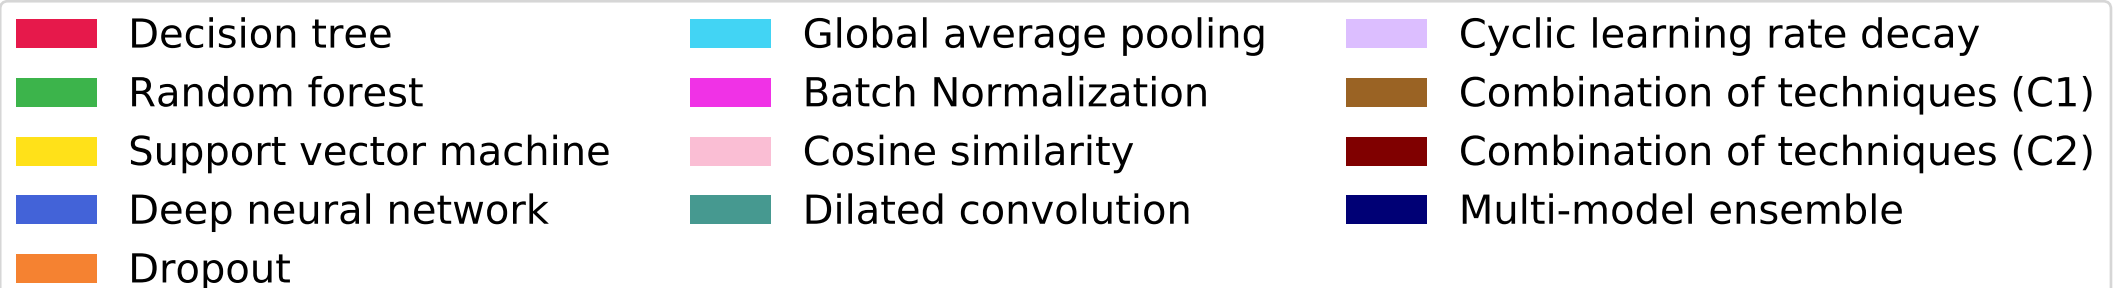 Decision tree
Random forest
Support vector machine
Deep neural network
Dropout
Global average pooling
Batch Normalization
Cosine similarity
Dilated convolution
Cyclic learning rate decay
Combination of techniques (C1)
Combination of techniques (C2)
Multi-model ensemble